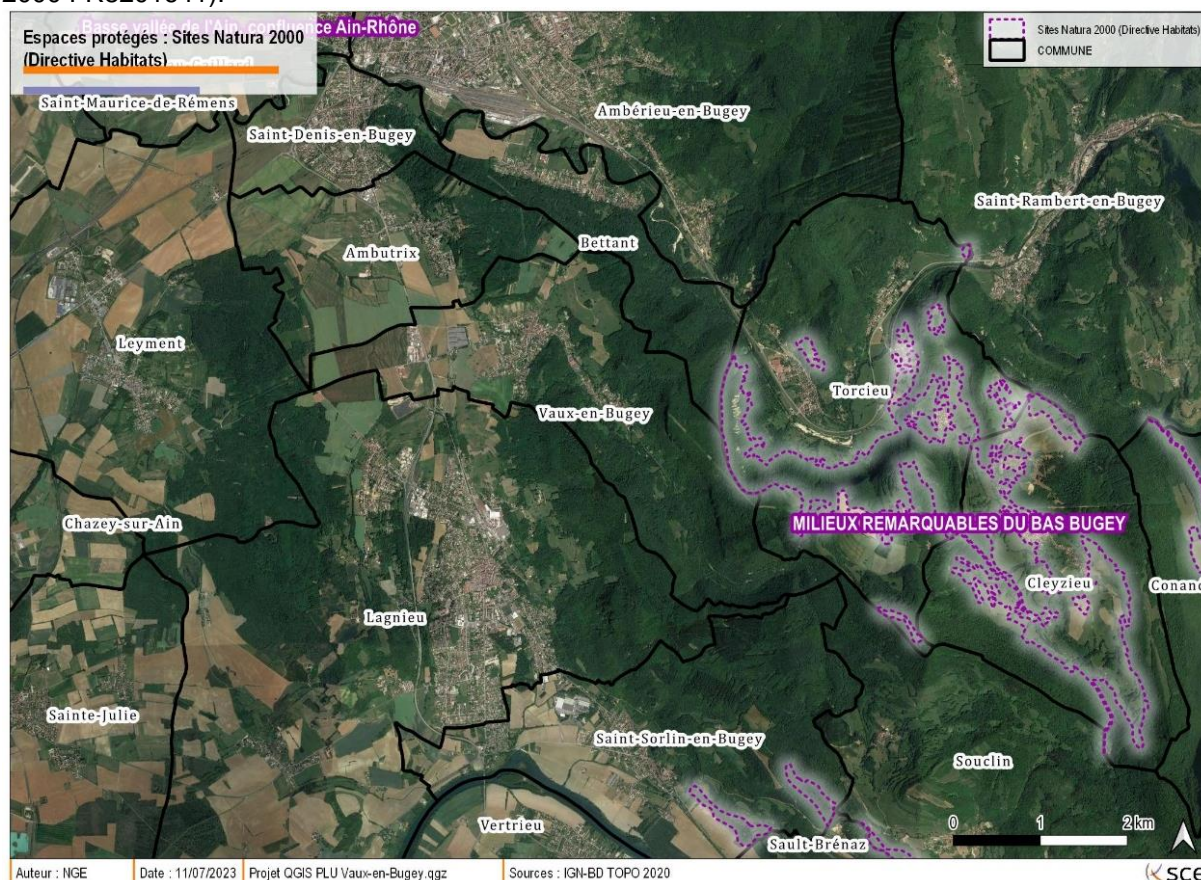 Basse vallée de l'Ain, confluence Ain-Rhône
Espaces protégés : Sites Natura 2000
(Directive Habitats)
Sites Natura 2000 (Directive Habitats)
COMMUNE
Saint-Maurice-de-Rémens
Saint-Denis-en-Bugey
Ambérieu-en-Bugey
Saint-Rambert-en-Bugey
Ambutrix
Bettant
Leyment
Torcieu
Vaux-en-Bugey
Chazey-sur-Ain
MILIEUX REMARQUABLES DU BAS BUGEY
Cleyzieu
Conand
Lagnieu
Sainte-Julie
Saint-Sorlin-en-Bugey
Souclin
Vertrieu
Sault-Brénaz
0 1 2 km
Auteur : NGE
Date : 11/07/2023
Projet QGIS PLU Vaux-en-Bugey.qgz
Sources : IGN-BD TOPO 2020